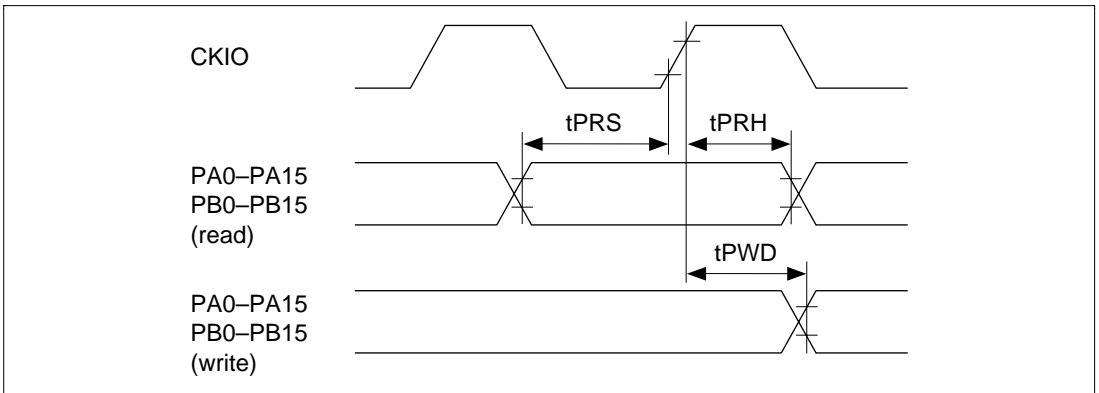 CKIO
tPRS
tPRH
PA0–PA15
PB0–PB15
(read)
tPWD
PA0–PA15
PB0–PB15
(write)